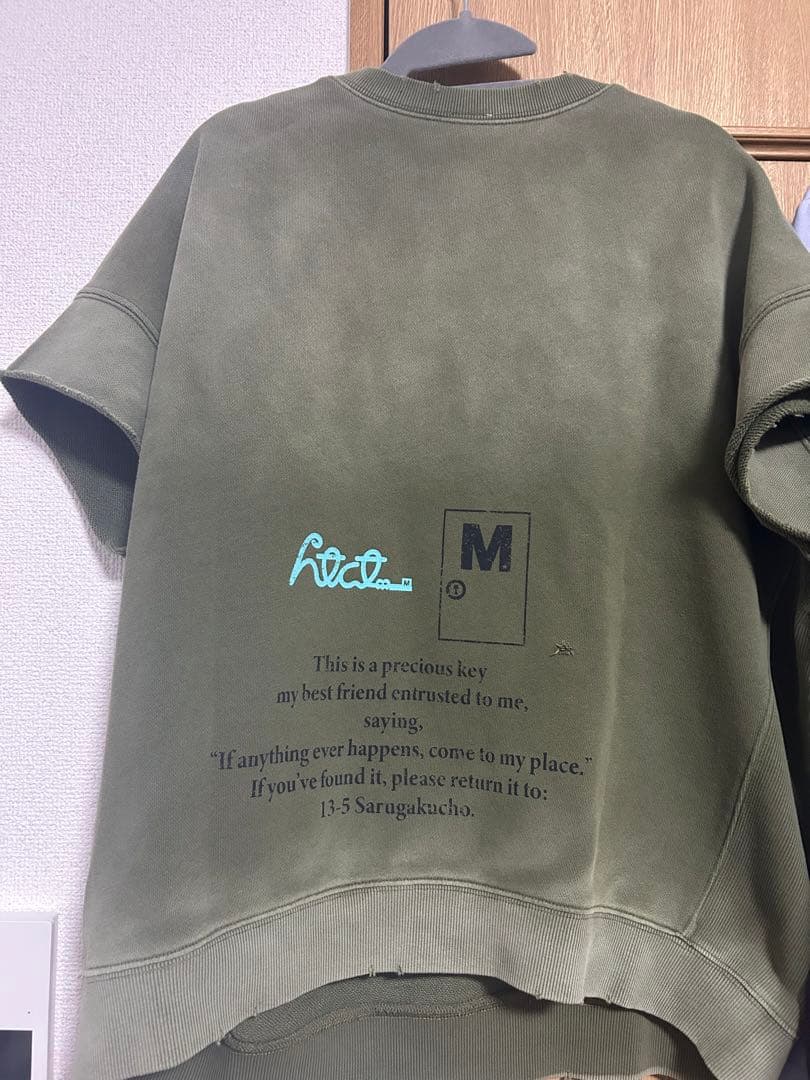 M
This is a precious key
my best friend entrusted to me,
saying,
“If anything ever happens, come to my place.”
If you’ve found it, please return it to:
13-5 Sarugakucho.